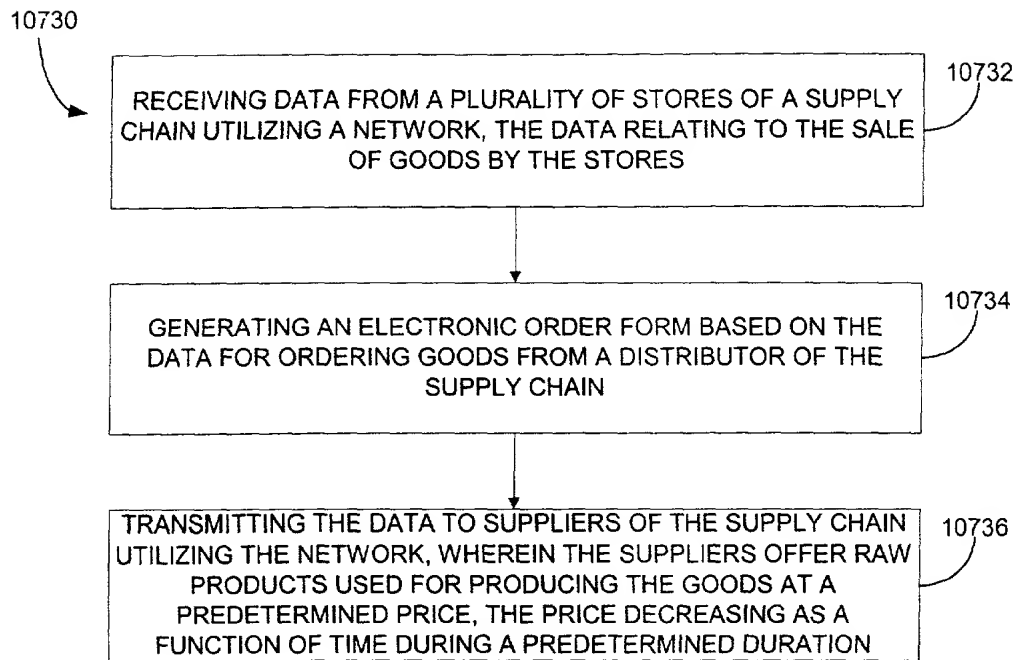 10730
10732
RECEIVING DATA FROM A PLURALITY OF STORES OF A SUPPLY
CHAIN UTILIZING A NETWORK, THE DATA RELATING TO THE SALE
OF GOODS BY THE STORES
10734
GENERATING AN ELECTRONIC ORDER FORM BASED ON THE
DATA FOR ORDERING GOODS FROM A DISTRIBUTOR OF THE
SUPPLY CHAIN
10736
TRANSMITTING THE DATA TO SUPPLIERS OF THE SUPPLY CHAIN
UTILIZING THE NETWORK, WHEREIN THE SUPPLIERS OFFER RAW
PRODUCTS USED FOR PRODUCING THE GOODS AT A
PREDETERMINED PRICE, THE PRICE DECREASING AS A
FUNCTION OF TIME DURING A PREDETERMINED DURATION